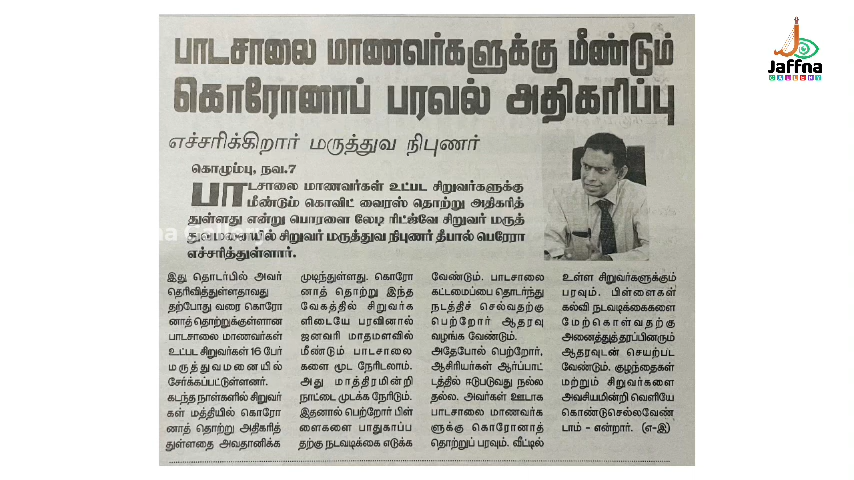 பாடசாலை மாணவர்களுக்கு மீண்டும்
கொரோனாப் பரவல் அதிகரிப்பு
எச்சரிக்கிறார் மருத்துவ நிபுணர்
கொழும்பு, நவ.7
பாடசாலை மாணவர்கள் உட்பட சிறுவர்களுக்கு
மீண்டும் கொவிட் வைரஸ் தொற்று அதிகரித்
துள்ளது என்று பொரளை லேடி ரிட்ஜ்வே சிறுவர் மருத்
துவமனையில் சிறுவர் மருத்துவ நிபுணர் தீபால் பெரேரா
எச்சரித்துள்ளார்.
இது தொடர்பில் அவர்
தெரிவித்துள்ளதாவது
தற்போது வரை கொரோ
னாத் தொற்றுக்குள்ளான
பாடசாலை மாணவர்கள்
உட்பட சிறுவர்கள் 16 பேர்
மருத்துவமனையில்
சேர்க்கப்பட்டுள்ளனர்.
கடந்த நாள்களில் சிறுவர்
கள் மத்தியில் கொரோ
னாத் தொற்று அதிகரித்
துள்ளதை அவதானிக்க
முடிந்துள்ளது. கொரோ
னாத் தொற்று இந்த
வேகத்தில் சிறுவர்க
ளிடையே பரவினால்
ஜனவரி மாதமளவில்
மீண்டும் பாடசாலை
களை மூட நேரிடலாம்.
அது மாத்திரமின்றி
நாட்டை முடக்க நேரிடும்.
இதனால் பெற்றோர் பிள்
ளைகளை பாதுகாப்ப
தற்கு நடவடிக்கை எடுக்க
வேண்டும். பாடசாலை
கட்டமைப்பை தொடர்ந்து
நடத்திச் செல்வதற்கு
பெற்றோர் ஆதரவு
வழங்க வேண்டும்.
அதேபோல் பெற்றோர்,
ஆசிரியர்கள் ஆர்ப்பாட்
டத்தில் ஈடுபடுவது நல்ல
தல்ல. அவர்கள் ஊடாக
பாடசாலை மாணவர்க
ளுக்கு கொரோனாத்
தொற்றுப் பரவும். வீட்டில்
உள்ள சிறுவர்களுக்கும்
பரவும். பிள்ளைகள்
கல்வி நடவடிக்கைகளை
மேற்கொள்வதற்கு
அனைத்துத்தரப்பினரும்
ஆதரவுடன் செயற்பட
வேண்டும். குழந்தைகள்
மற்றும் சிறுவர்களை
அவசியமின்றி வெளியே
கொண்டுசெல்லவேண்
டாம் - என்றார். (எ-இ)
Jaffna
GALLERY